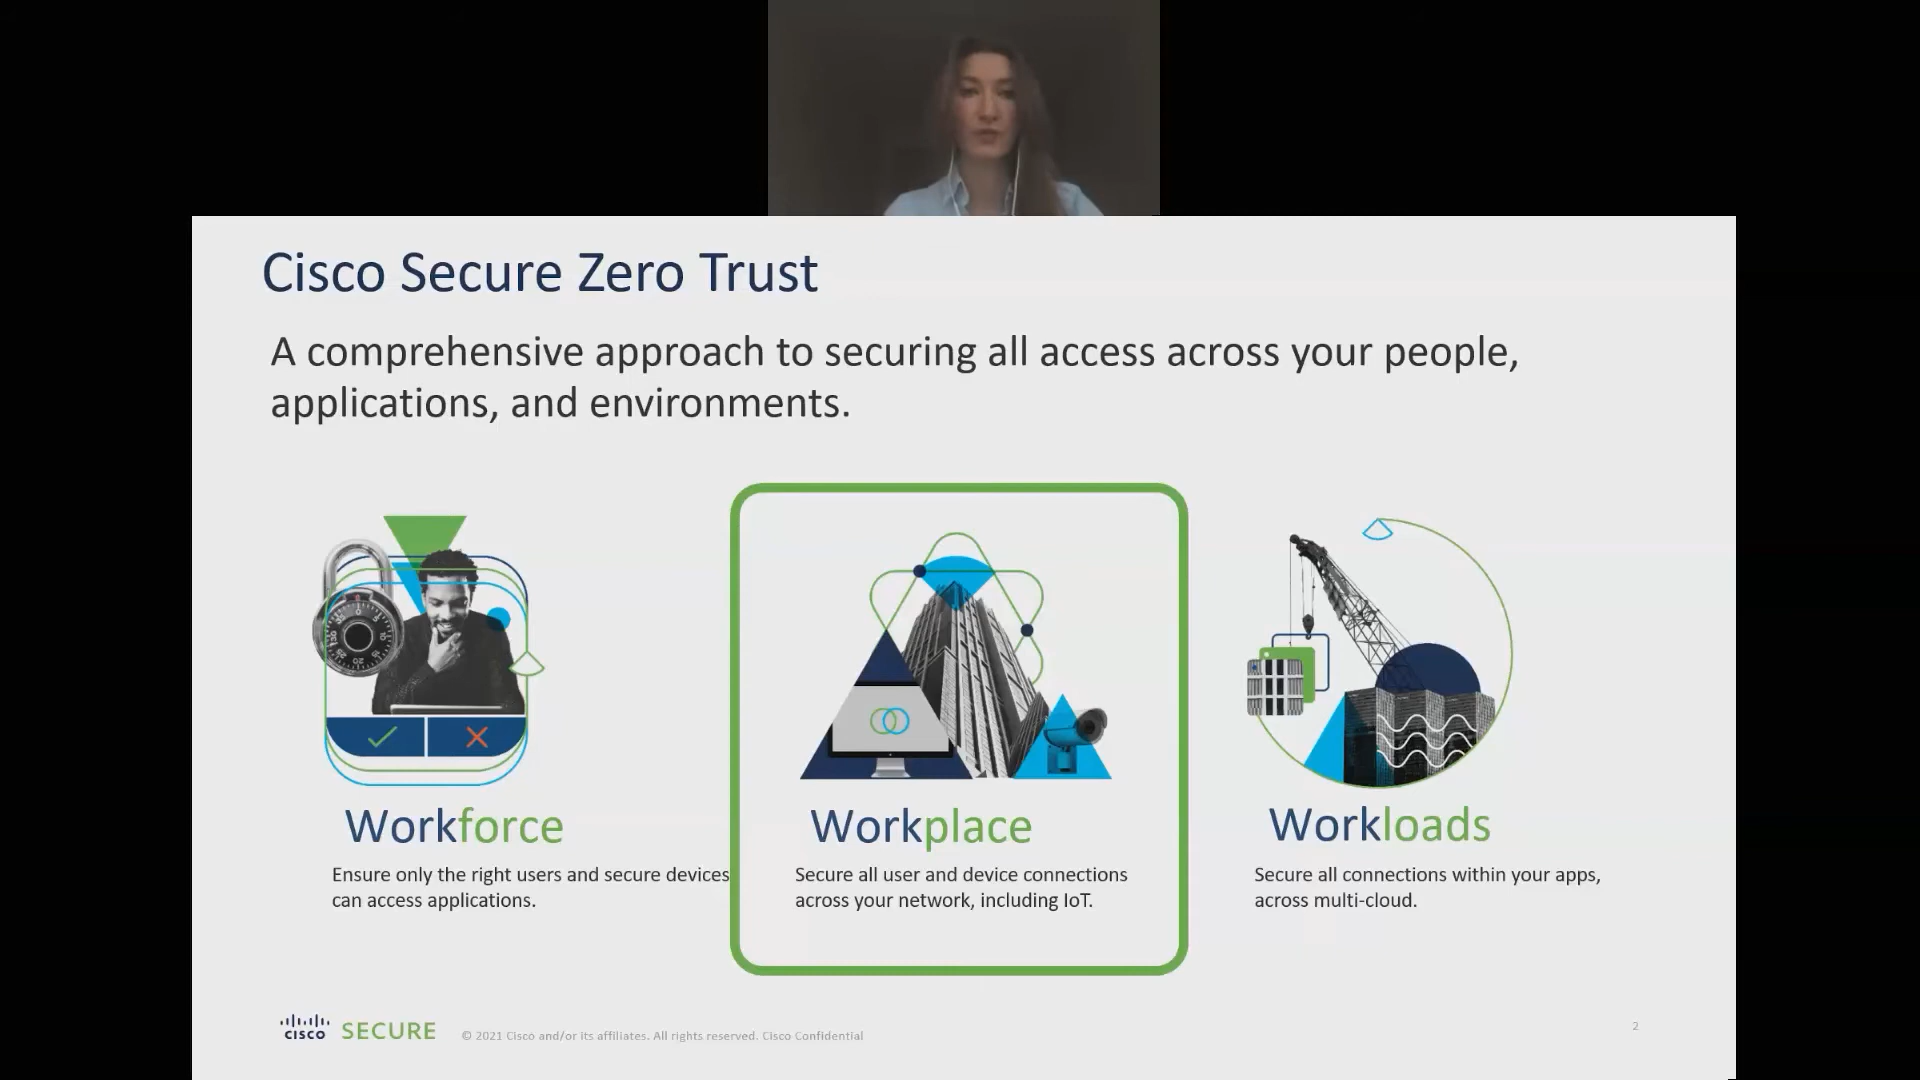 Cisco Secure Zero Trust
A comprehensive approach to securing all access across your people,
applications, and environments.
Workforce
Ensure only the right users and secure devices
can access applications.
Workplace
Secure all user and device connections
across your network, including IoT.
Workloads
Secure all connections within your apps,
across multi-cloud.
CISCO SECURE
© 2021 Cisco and/or its affiliates. All rights reserved. Cisco Confidential
2